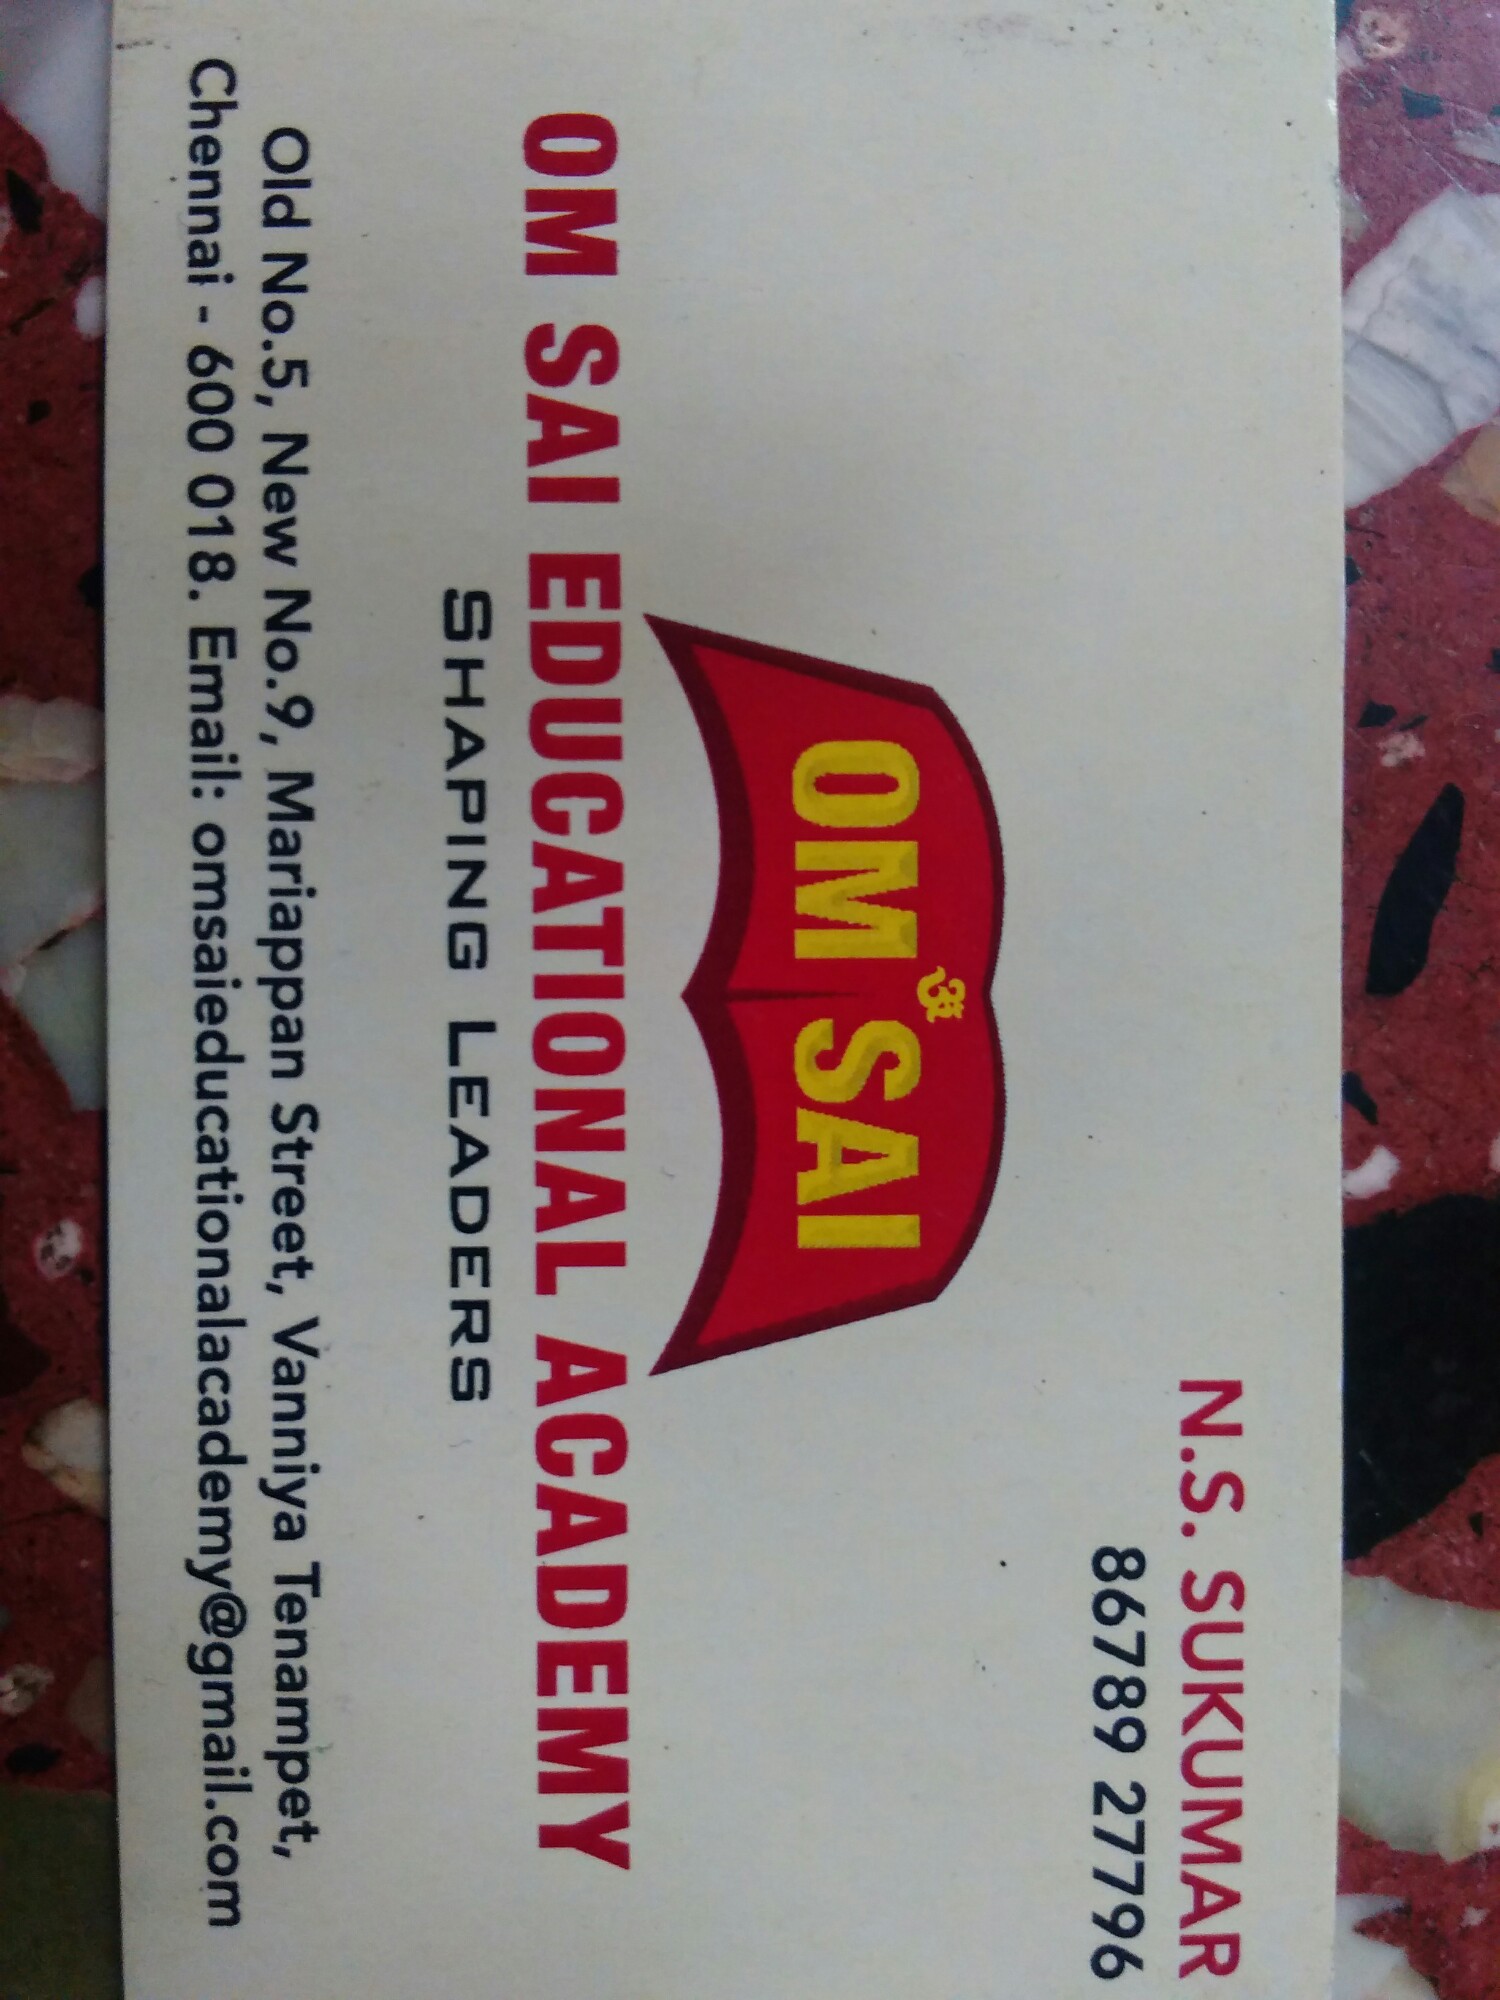 N.S. SUKUMAR
86789 27796
ॐ
OM SAI
OM SAI EDUCATIONAL ACADEMY
SHAPING LEADERS
Old No.5, New No.9, Mariappan Street, Vanniya Tenampet,
Chennai - 600 018. Email: omsaieducationalacademy@gmail.com